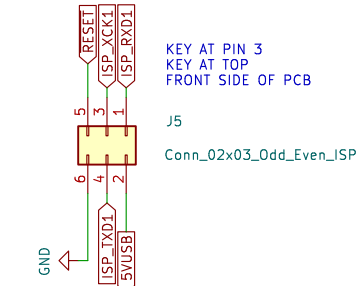 RESET
ISP_XCK1
ISP_RXD1
KEY AT PIN 3
KEY AT TOP
FRONT SIDE OF PCB
5
3
1
J5
Conn_02x03_Odd_Even_ISP
6
4
2
GND
ISP_TXD1
5VUSB